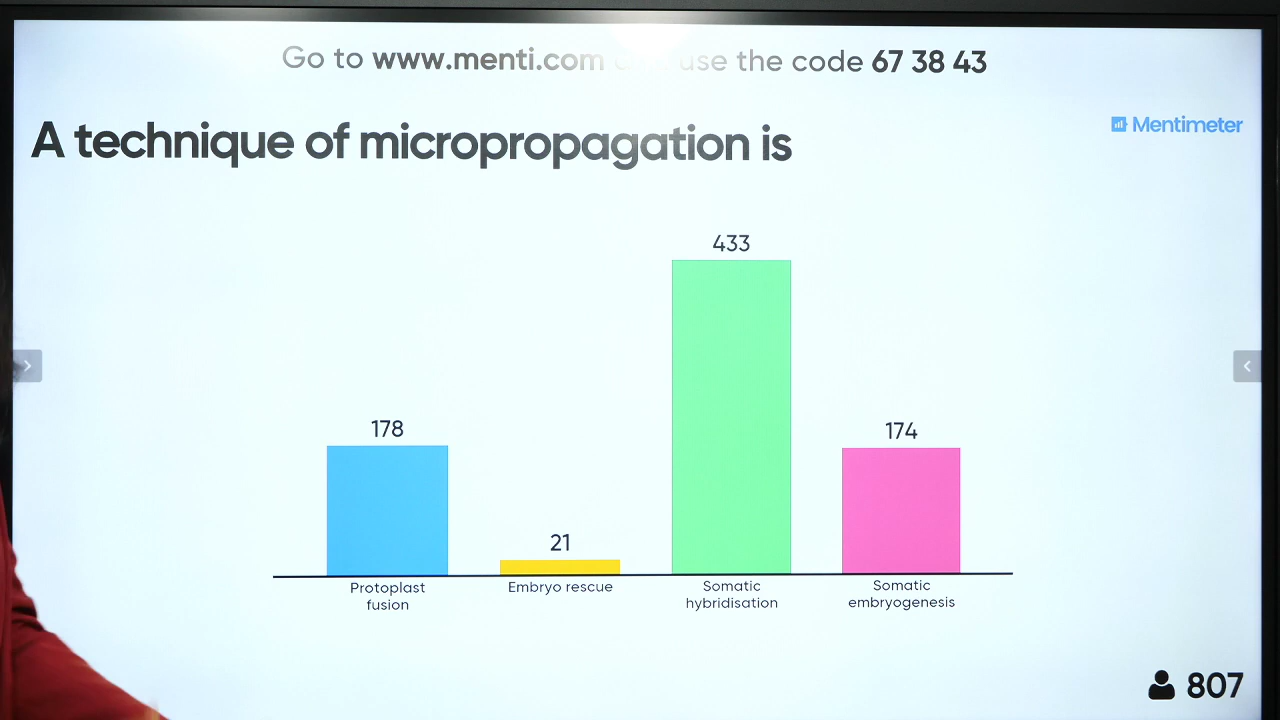 Go to www.menti.com use the code 67 38 43
A technique of micropropagation is
Mentimeter
433
178
174
21
Protoplast
fusion
Embryo rescue
Somatic
hybridisation
Somatic
embryogenesis
807